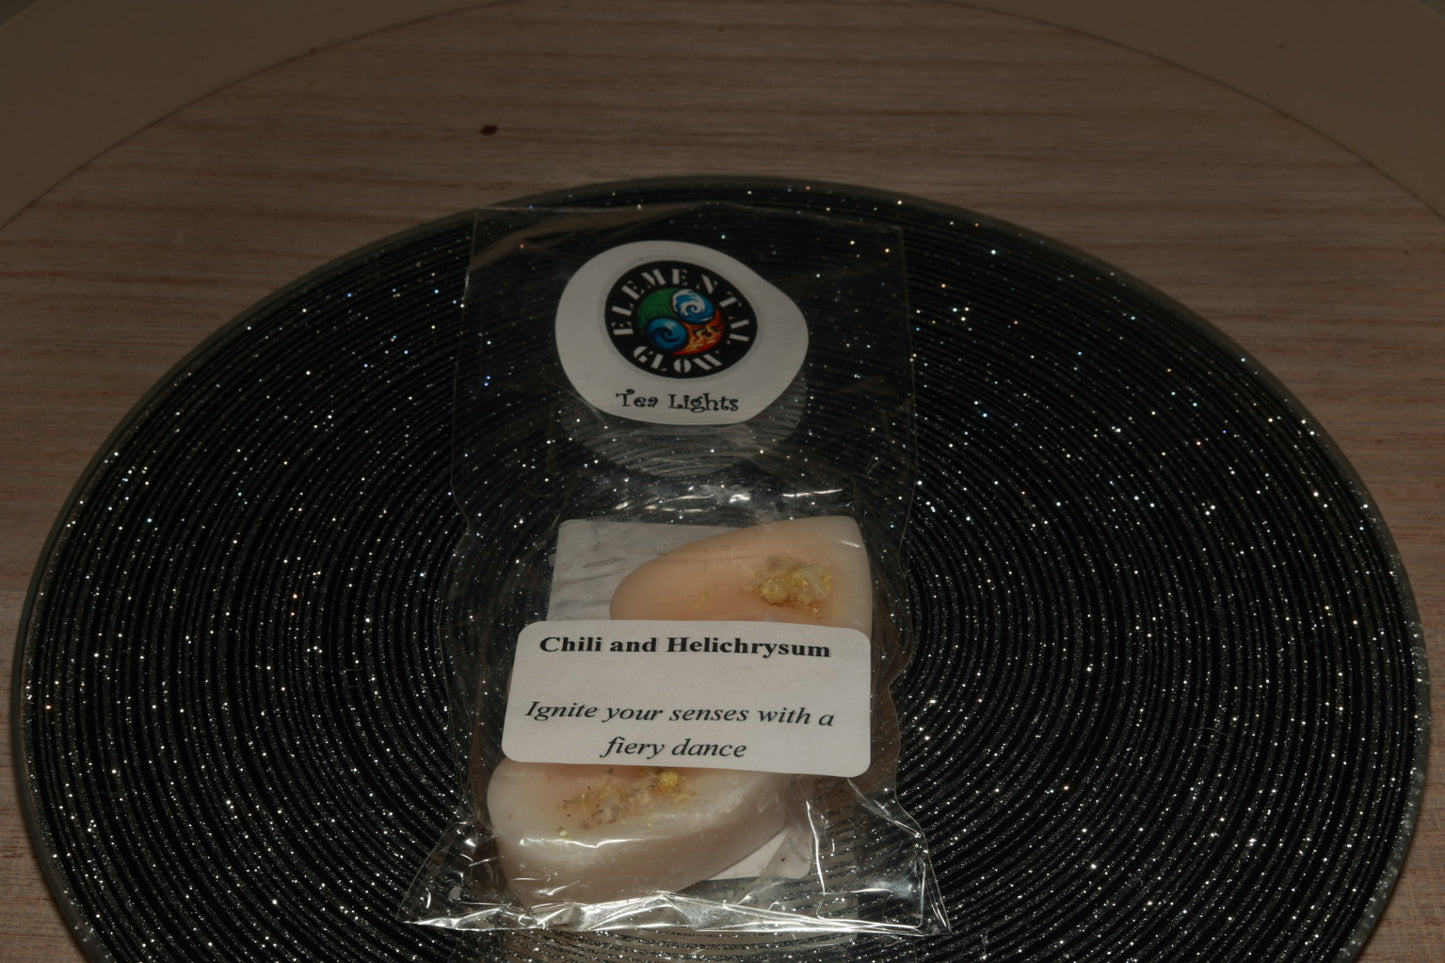 ELEMENTAL
GLOW
Tea Lights
Chili and Helichrysum
Ignite your senses with a
fiery dance